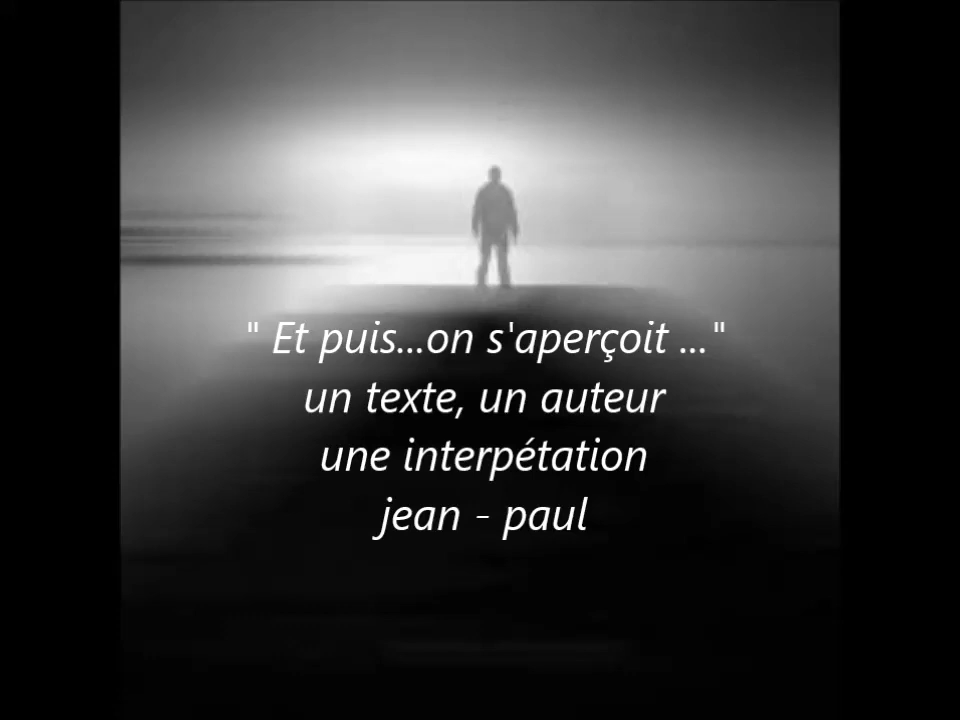 " Et puis...on s'aperçoit ..."
un texte, un auteur
une interpétation
jean - paul